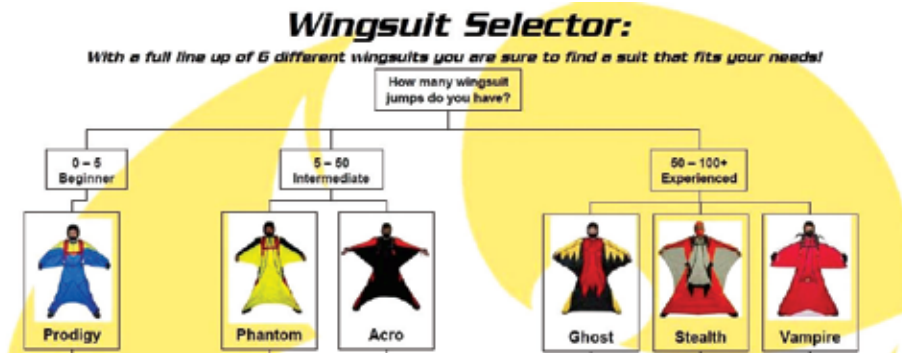 Wingsuit Selector:
With a full line up of 6 different wingsuits you are sure to find a suit that fits your needs!
How many wingsuit
jumps do you have?
0 – 5
Beginner
5 – 50
Intermediate
50 – 100+
Experienced
Prodigy
Phantom
Acro
Ghost
Stealth
Vampire